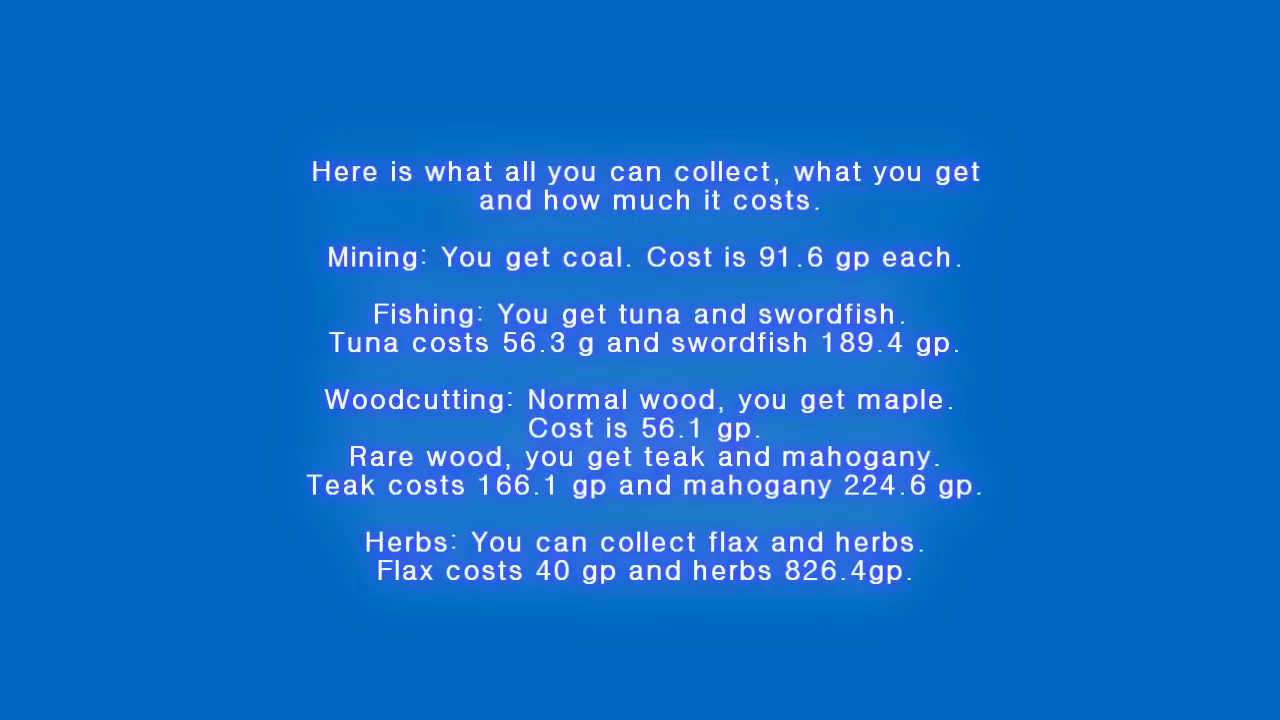 Here is what all you can collect, what you get
and how much it costs.
Mining: You get coal. Cost is 91.6 gp each.
Fishing: You get tuna and swordfish.
Tuna costs 56.3 g and swordfish 189.4 gp.
Woodcutting: Normal wood, you get maple.
Cost is 56.1 gp.
Rare wood, you get teak and mahogany.
Teak costs 166.1 gp and mahogany 224.6 gp.
Herbs: You can collect flax and herbs.
Flax costs 40 gp and herbs 826.4gp.